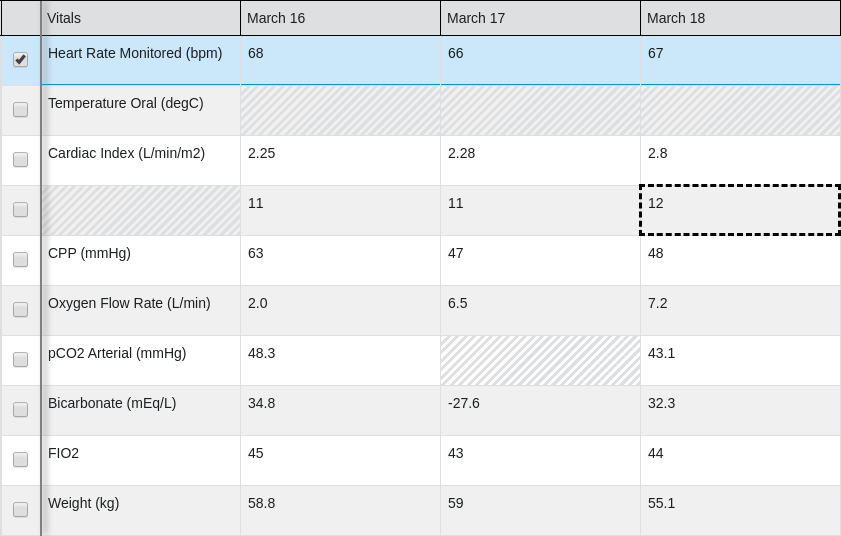 Vitals March 16 March 17 March 18
Heart Rate Monitored (bpm) 68 66 67
Temperature Oral (degC)
Cardiac Index (L/min/m2) 2.25 2.28 2.8
11 11 12
CPP (mmHg) 63 47 48
Oxygen Flow Rate (L/min) 2.0 6.5 7.2
pCO2 Arterial (mmHg) 48.3 43.1
Bicarbonate (mEq/L) 34.8 -27.6 32.3
FIO2 45 43 44
Weight (kg) 58.8 59 55.1